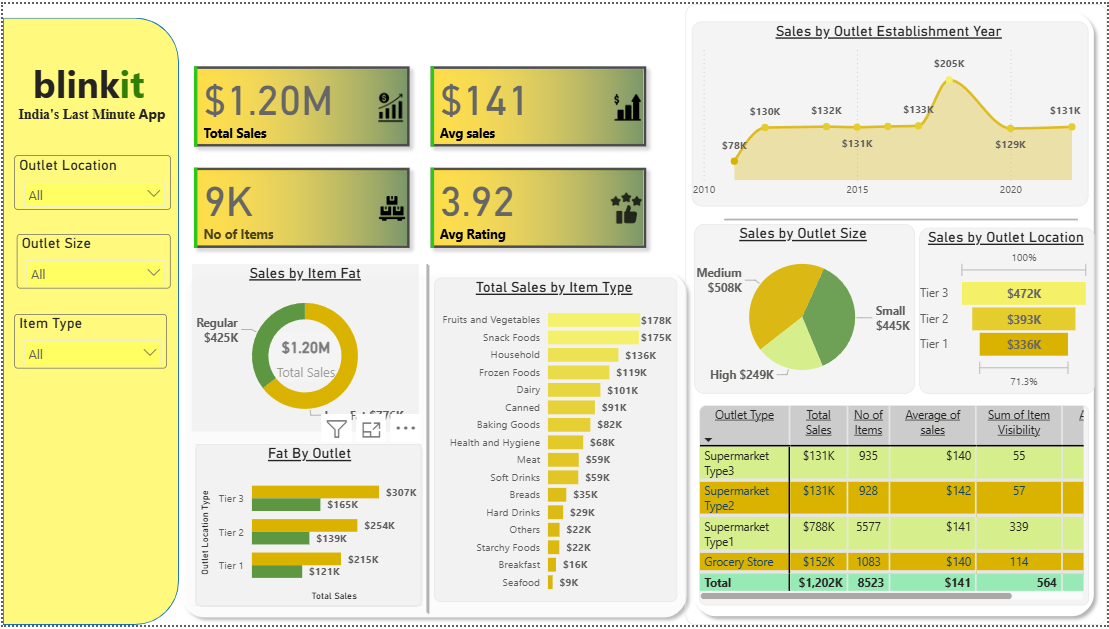 blinkit
India's Last Minute App
Outlet Location
All
Outlet Size
All
Item Type
All
$1.20M
Total Sales
$141
Avg sales
9K
No of Items
3.92
Avg Rating
Sales by Item Fat
Regular
$425K
$1.20M
Total Sales
Fat By Outlet
Outlet Location Type
Tier 3
$307K
$165K
Tier 2
$254K
$139K
Tier 1
$215K
$121K
Total Sales
Total Sales by Item Type
Fruits and Vegetables $178K
Snack Foods $175K
Household $136K
Frozen Foods $119K
Dairy $101K
Canned $91K
Baking Goods $82K
Health and Hygiene $68K
Meat $59K
Soft Drinks $59K
Breads $35K
Hard Drinks $29K
Others $22K
Starchy Foods $22K
Breakfast $16K
Seafood $9K
Sales by Outlet Establishment Year
$78K
$130K
$132K
$131K
$133K
$205K
$129K
$131K
2010 2015 2020
Sales by Outlet Size
Medium
$508K
Small
$445K
High $249K
Sales by Outlet Location
100%
Tier 3 $472K
Tier 2 $393K
Tier 1 $336K
71.3%
Outlet Type Total Sales No of Items Average of sales Sum of Item Visibility
Supermarket Type3 $131K 935 $140 55
Supermarket Type2 $131K 928 $142 57
Supermarket Type1 $788K 5577 $141 339
Grocery Store $152K 1083 $140 114
Total $1,202K 8523 $141 564